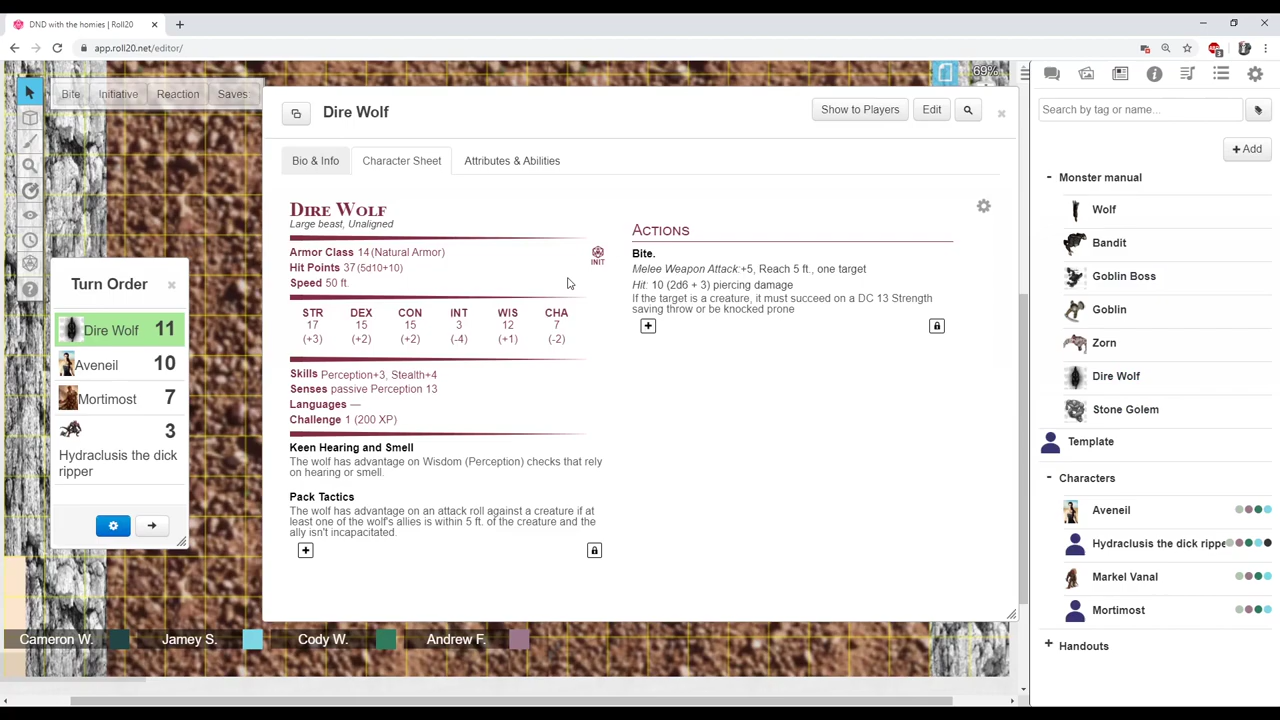 DND with the homies | Roll20
app.roll20.net/editor/
69%
Bite Initiative Reaction Saves
Dire Wolf
Show to Players Edit
Bio & Info Character Sheet Attributes & Abilities
Dire Wolf
Large beast, Unaligned
Armor Class 14 (Natural Armor)
Hit Points 37 (5d10+10)
Speed 50 ft.
INIT
STR DEX CON INT WIS CHA
17 15 15 3 12 7
(+3) (+2) (+2) (-4) (+1) (-2)
Skills Perception+3, Stealth+4
Senses passive Perception 13
Languages —
Challenge 1 (200 XP)
Keen Hearing and Smell
The wolf has advantage on Wisdom (Perception) checks that rely
on hearing or smell.
Pack Tactics
The wolf has advantage on an attack roll against a creature if at
least one of the wolf's allies is within 5 ft. of the creature and the
ally isn't incapacitated.
Actions
Bite.
Melee Weapon Attack:+5, Reach 5 ft., one target
Hit: 10 (2d6 + 3) piercing damage
If the target is a creature, it must succeed on a DC 13 Strength
saving throw or be knocked prone
Turn Order
Dire Wolf 11
Aveneil 10
Mortimost 7
3
Hydraclusis the dick
ripper
Cameron W. Jamey S. Cody W. Andrew F.
Search by tag or name...
+ Add
- Monster manual
Wolf
Bandit
Goblin Boss
Goblin
Zorn
Dire Wolf
Stone Golem
Template
- Characters
Aveneil
Hydraclusis the dick rippe
Markel Vanal
Mortimost
+ Handouts